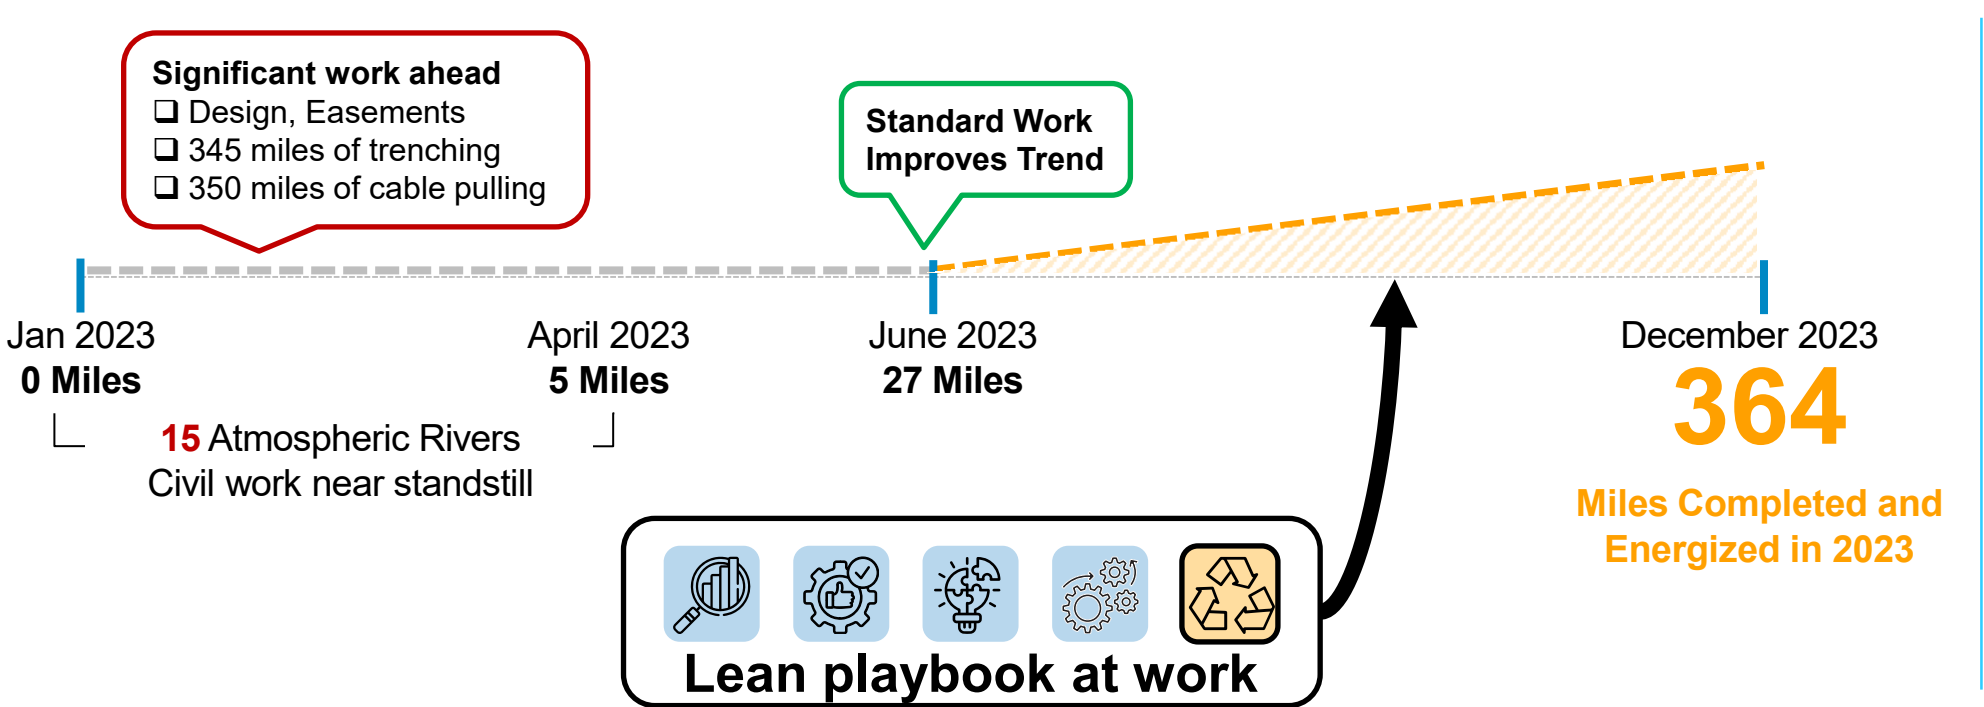 Significant work ahead
❑ Design, Easements
❑ 345 miles of trenching
❑ 350 miles of cable pulling
Standard Work
Improves Trend
Jan 2023
0 Miles
April 2023
5 Miles
June 2023
27 Miles
December 2023
364
Miles Completed and
Energized in 2023
15 Atmospheric Rivers
Civil work near standstill
Lean playbook at work